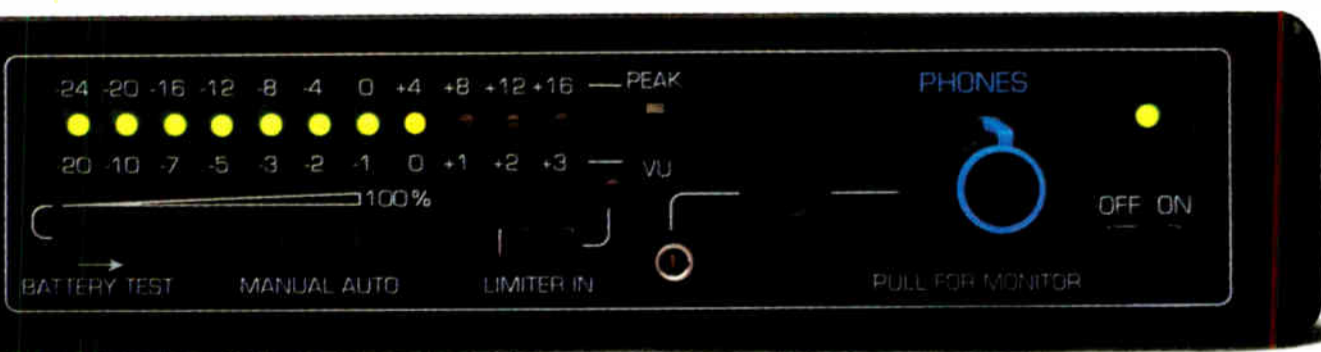 -24 -20 -16 -12 -8 -4 0 +4 +8 +12 +16 PEAK
PHONES
-20 -10 -7 -5 -3 -2 -1 0 +1 +2 +3 VU
100%
OFF ON
BATTERY TEST MANUAL AUTO LIMITER IN PULL FOR MONITOR